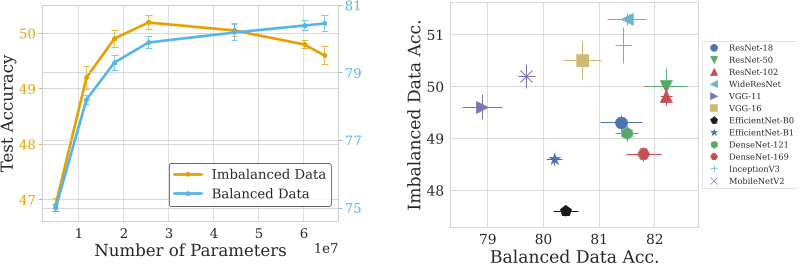 Test Accuracy
50
49
48
47
81
79
77
75
1
2
3
4
5
6
1e7
Number of Parameters
Imbalanced Data
Balanced Data
Imbalanced Data Acc.
51
50
49
48
79
80
81
82
Balanced Data Acc.
ResNet-18
ResNet-50
ResNet-102
WideResNet
VGG-11
VGG-16
EfficientNet-B0
EfficientNet-B1
DenseNet-121
DenseNet-169
InceptionV3
MobileNetV2